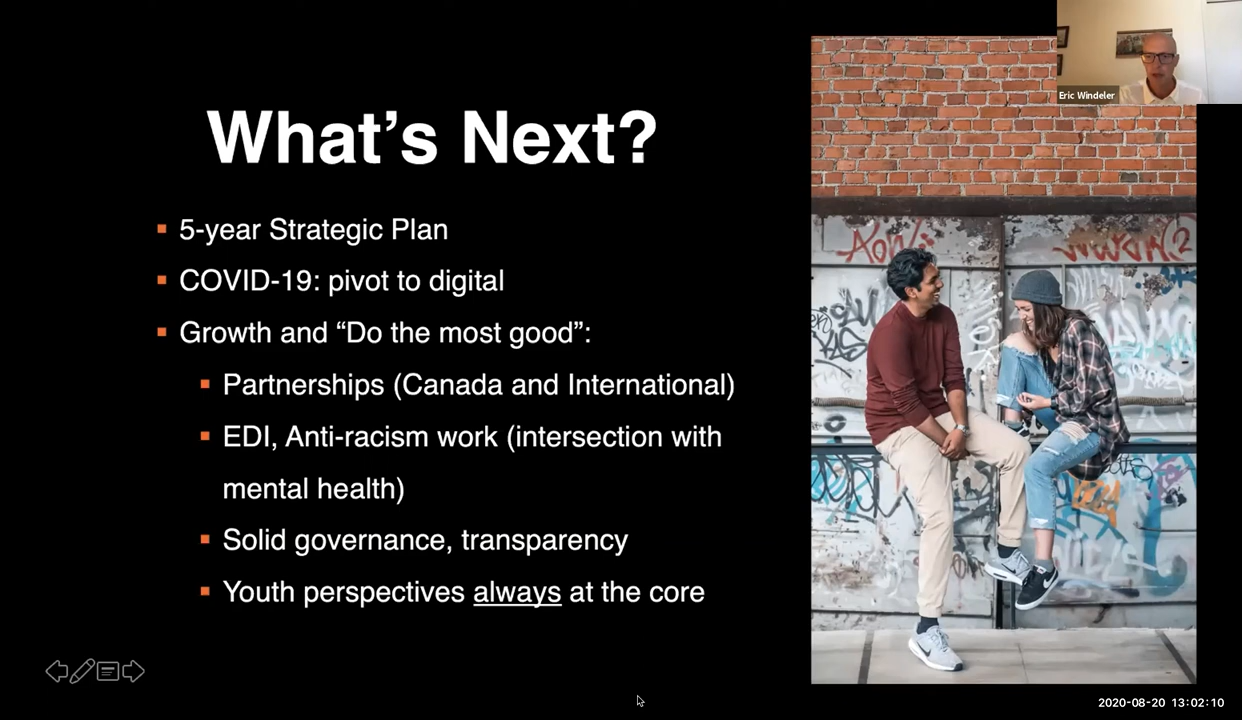 What's Next?
5-year Strategic Plan
COVID-19: pivot to digital
Growth and “Do the most good”:
Partnerships (Canada and International)
EDI, Anti-racism work (intersection with
mental health)
Solid governance, transparency
Youth perspectives always at the core
Eric Windeler
2020-08-20 13:02:10